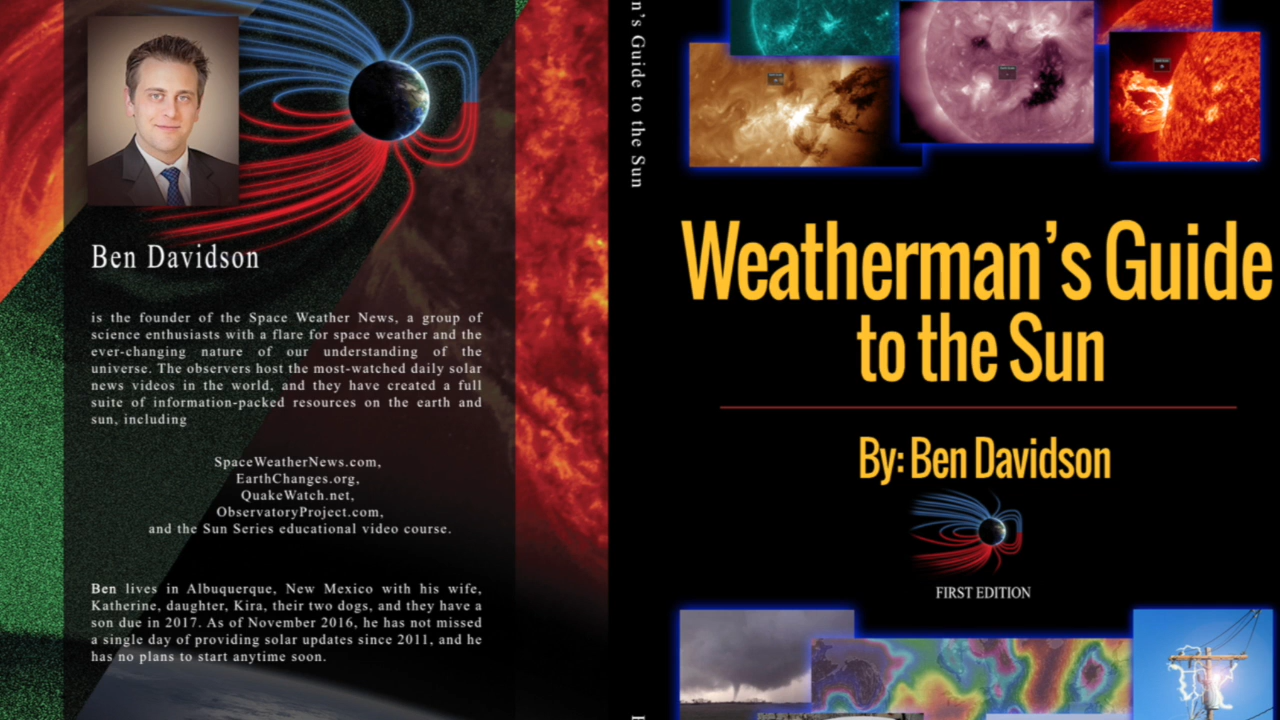 Ben Davidson
is the founder of the Space Weather News, a group of
science enthusiasts with a flare for space weather and the
ever-changing nature of our understanding of the
universe. The observers host the most-watched daily solar
news videos in the world, and they have created a full
suite of information-packed resources on the earth and
sun, including
SpaceWeatherNews.com,
EarthChanges.org,
QuakeWatch.net,
ObservatoryProject.com,
and the Sun Series educational video course.
Ben lives in Albuquerque, New Mexico with his wife,
Katherine, daughter, Kira, their two dogs, and they have a
son due in 2017. As of November 2016, he has not missed
a single day of providing solar updates since 2011, and he
has no plans to start anytime soon.
n's Guide to the Sun
Weatherman's Guide
to the Sun
By: Ben Davidson
FIRST EDITION